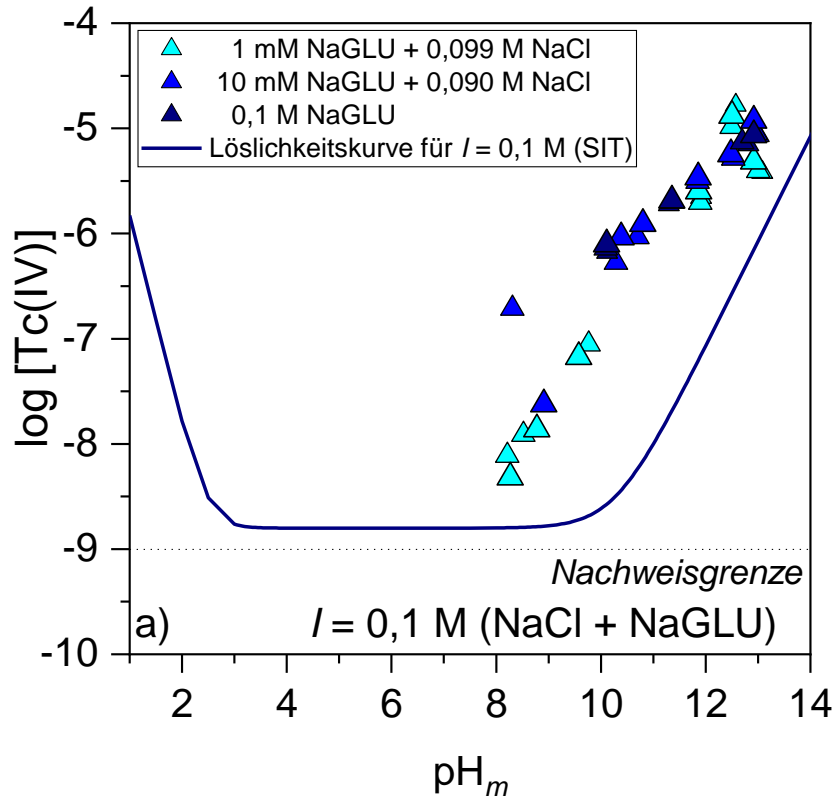 -4
1 mM NaGLU + 0,099 M NaCl
10 mM NaGLU + 0,090 M NaCl
0,1 M NaGLU
Löslichkeitskurve für I = 0,1 M (SIT)
-5
-6
-7
-8
-9
-10
log [Tc(IV)]
Nachweisgrenze
a) I = 0,1 M (NaCl + NaGLU)
2 4 6 8 10 12 14
pHm